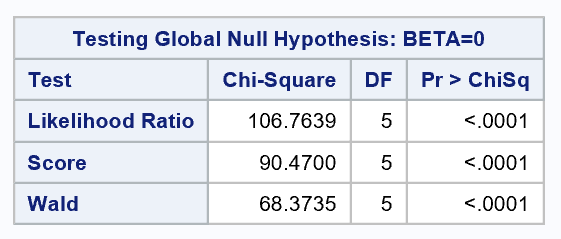 Testing Global Null Hypothesis: BETA=0
Test Chi-Square DF Pr > ChiSq
Likelihood Ratio 106.7639 5 <.0001
Score 90.4700 5 <.0001
Wald 68.3735 5 <.0001